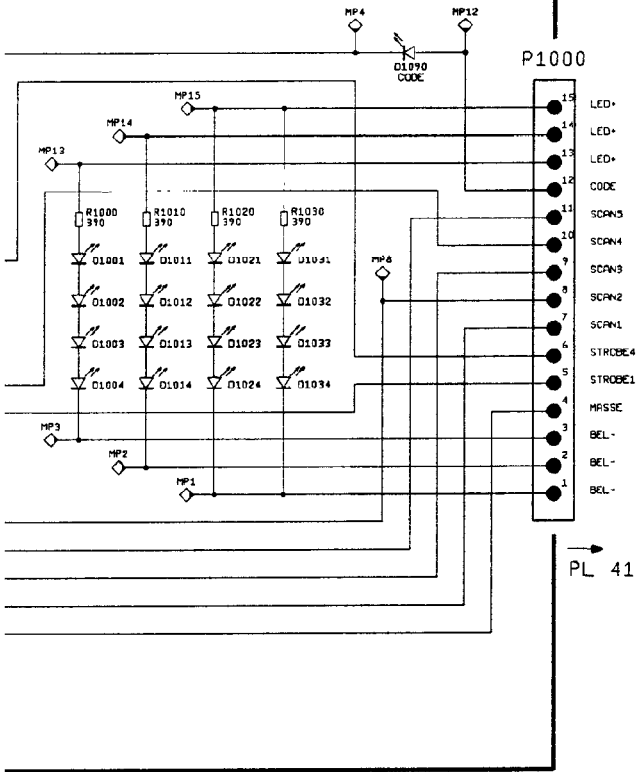 MP4
MP12
D1090
CODE
P1000
MP15
MP14
MP13
15 LED+
14 LED+
13 LED+
12 CODE
11 SCAN5
10 SCAN4
9 SCAN3
8 SCAN2
7 SCAN1
6 STROBE4
5 STROBE1
4 MASSE
3 BEL-
2 BEL-
1 BEL-
R1000 R1010 R1020 R1030
390 390 390 390
MP8
D1001 D1011 D1021 D1031
D1002 D1012 D1022 D1032
D1003 D1013 D1023 D1033
D1004 D1014 D1024 D1034
MP3
MP2
MP1
PL 41